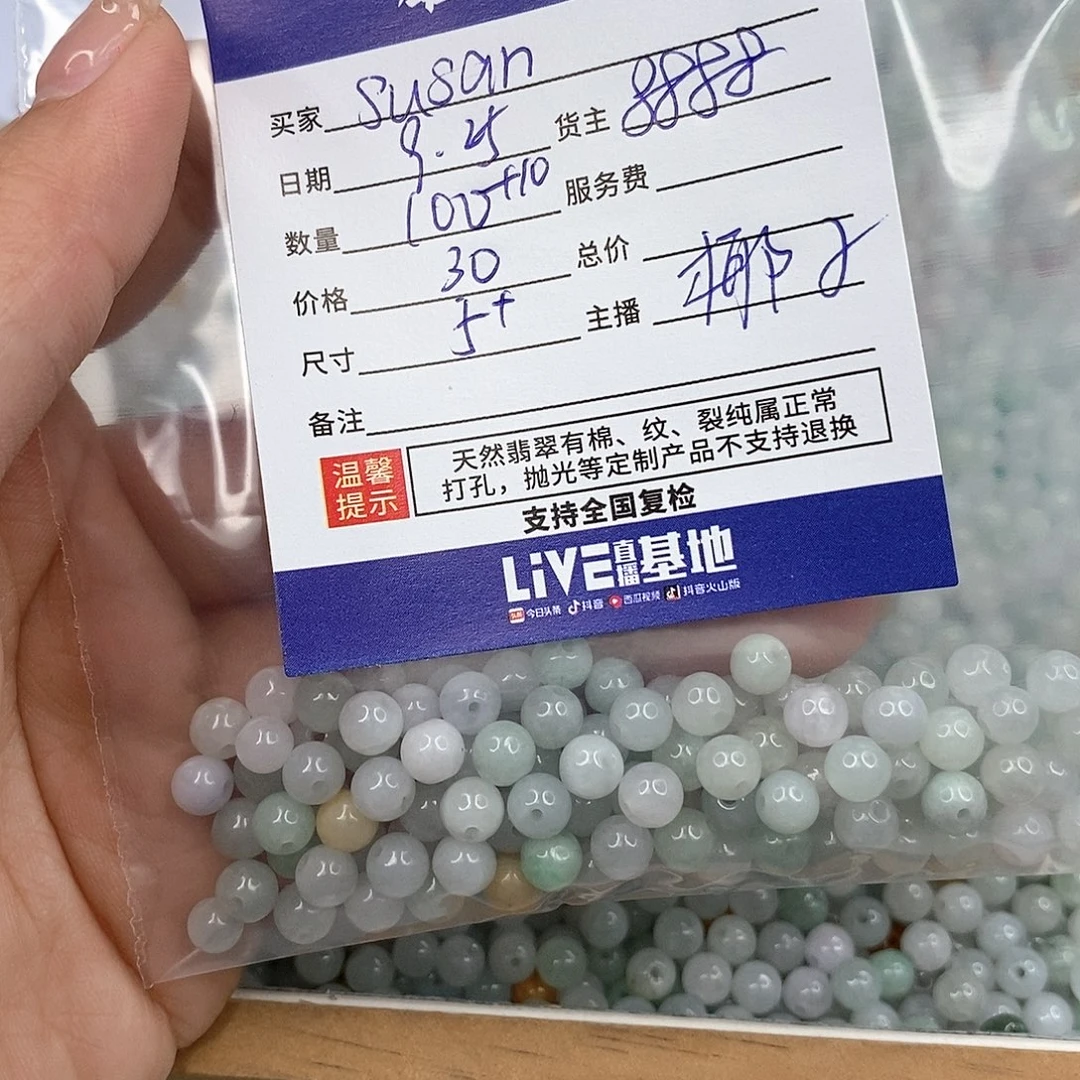 买家 Susan
日期 9.25 货主 8888
数量 100+10 服务费
价格 30 总价
尺寸 5+ 主播 椰子
备注
温馨提示 天然翡翠有棉、纹、裂纯属正常
打孔，抛光等定制产品不支持退换
支持全国复检
LiVE直播基地
今日头条 抖音 西瓜视频 抖音火山版